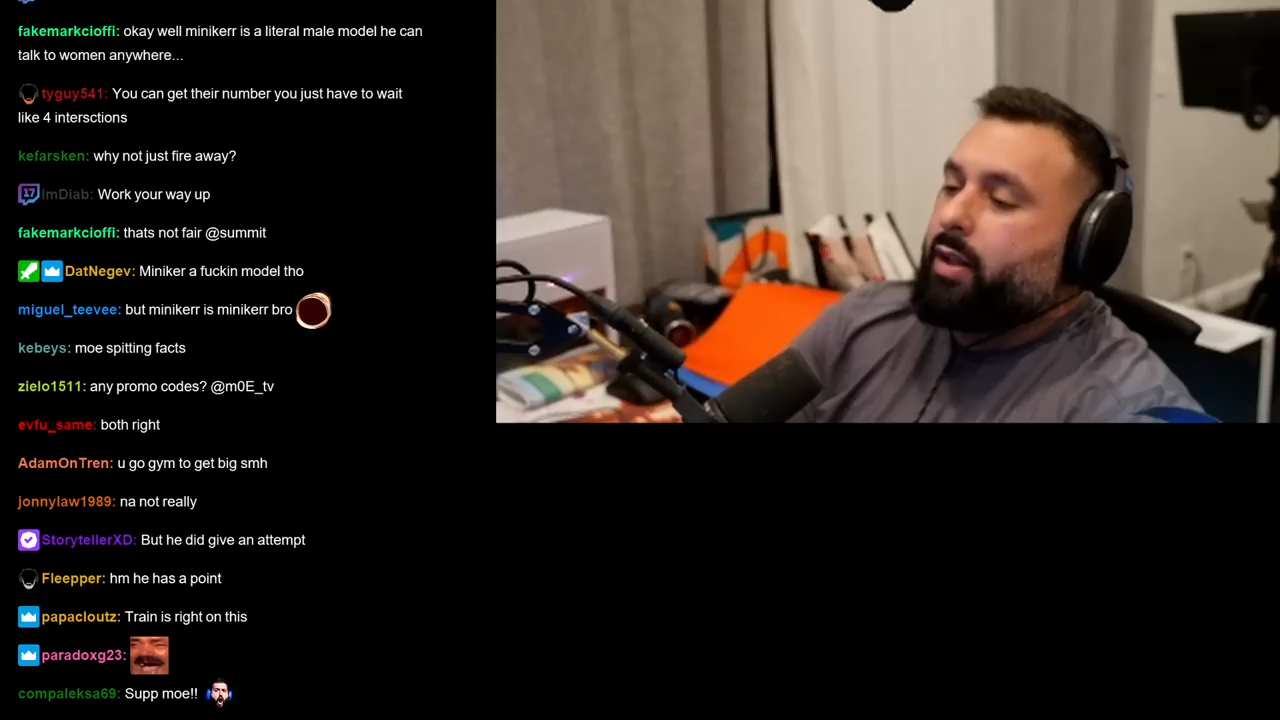 fakemarkcioffi: okay well minikerr is a literal male model he can
talk to women anywhere...
tyguy541: You can get their number you just have to wait
like 4 intersctions
kefarsken: why not just fire away?
17 ImDiab: Work your way up
fakemarkcioffi: thats not fair @summit
DatNegev: Miniker a fuckin model tho
miguel_teevee: but minikerr is minikerr bro
kebeys: moe spitting facts
zielo1511: any promo codes? @m0E_tv
evfu_same: both right
AdamOnTren: u go gym to get big smh
jonnylaw1989: na not really
StorytellerXD: But he did give an attempt
Fleepper: hm he has a point
papacloutz: Train is right on this
paradoxg23:
compaleksa69: Supp moe!!